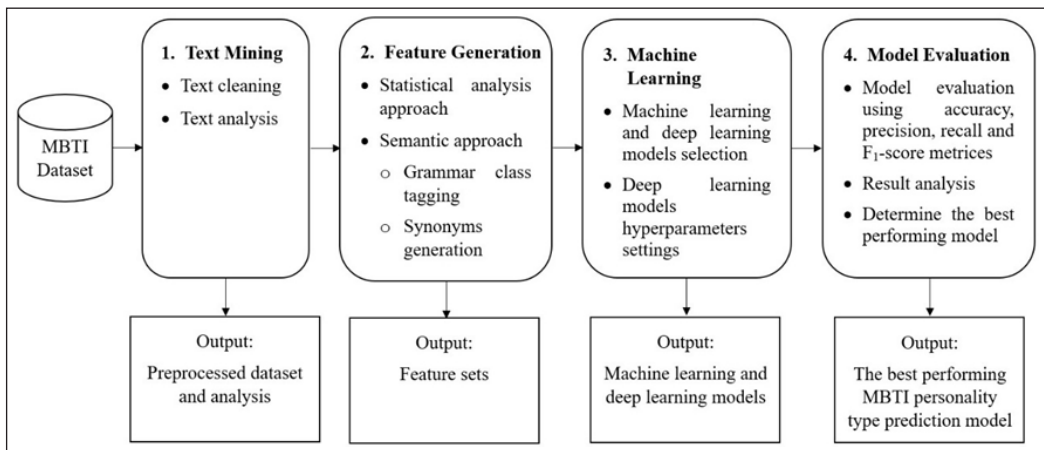 MBTI
Dataset
1. Text Mining
• Text cleaning
• Text analysis
2. Feature Generation
• Statistical analysis
approach
• Semantic approach
o Grammar class
tagging
o Synonyms
generation
3. Machine
Learning
• Machine learning
and deep learning
models selection
• Deep learning
models
hyperparameters
settings
4. Model Evaluation
• Model evaluation
using accuracy,
precision, recall and
F₁-score metrices
• Result analysis
• Determine the best
performing model
Output:
Preprocessed dataset
and analysis
Output:
Feature sets
Output:
Machine learning and
deep learning models
Output:
The best performing
MBTI personality
type prediction model